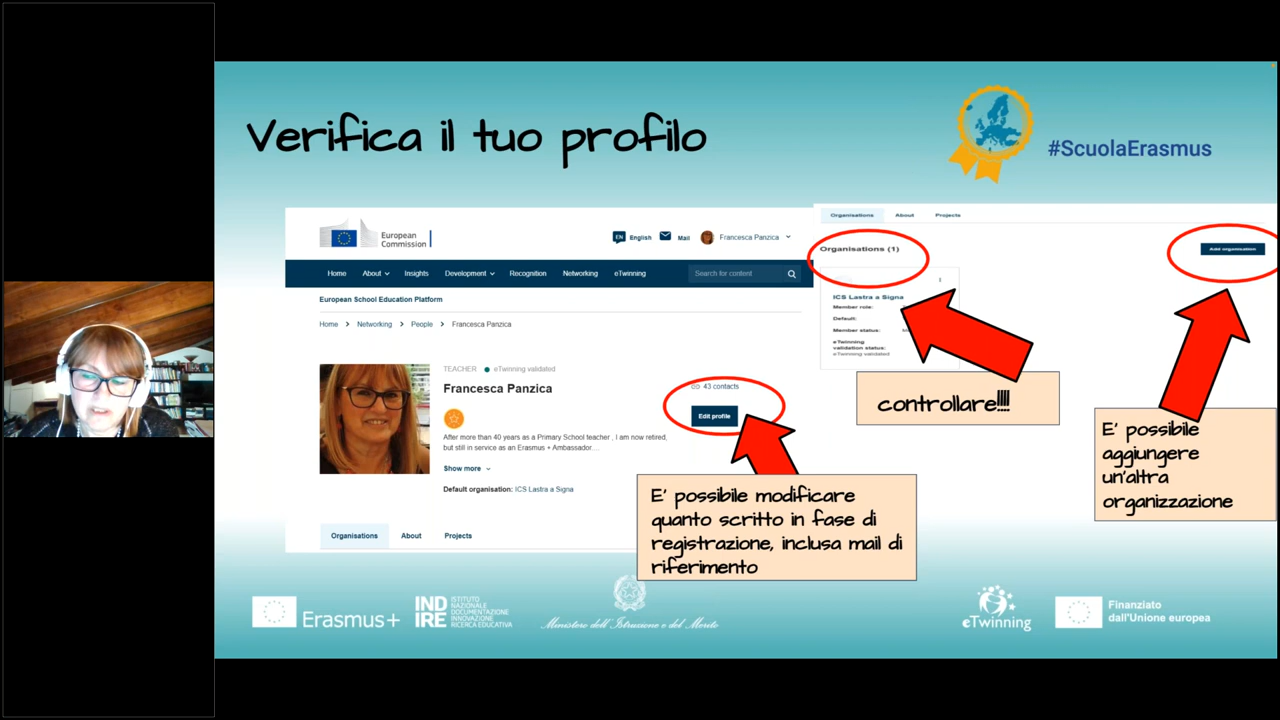 Verifica il tuo profilo
#ScuolaErasmus
European
Commission
EN English Mail Francesca Panzica
Home About Insights Development Recognition Networking eTwinning Search for content
European School Education Platform
Home > Networking > People > Francesca Panzica
TEACHER eTwinning validated
Francesca Panzica
43 contacts
Edit profile
After more than 40 years as a Primary School teacher , I am now retired,
but still in service as an Erasmus + Ambassador....
Show more
Default organisation: ICS Lastra a Signa
Organisations About Projects
Organisations About Projects
Organisations (1)
Add organisation
ICS Lastra a Signa
Member role:
Default:
Member status:
eTwinning
validation status:
eTwinning validated
controllare!!!!
E' possibile
aggiungere
un'altra
organizzazione
E' possibile modificare
quanto scritto in fase di
registrazione, inclusa mail di
riferimento
Erasmus+
INDIRE
ISTITUTO
NAZIONALE
DOCUMENTAZIONE
INNOVAZIONE
RICERCA EDUCATIVA
Ministero dell'Istruzione e del Merito
eTwinning
Finanziato
dall'Unione europea